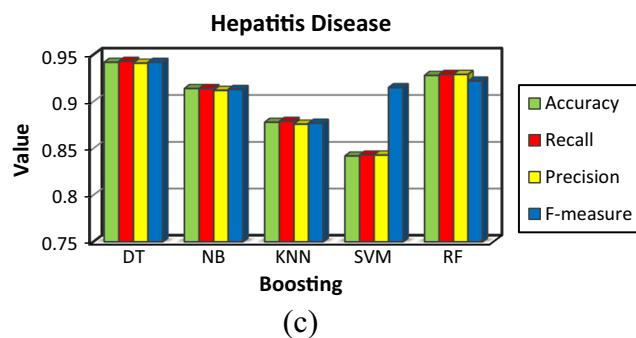 Hepatitis Disease
Value
0.95
0.9
0.85
0.8
0.75
DT NB KNN SVM RF
Boosting
Accuracy
Recall
Precision
F-measure
(c)